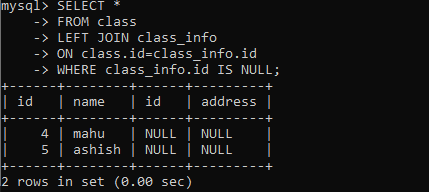 mysql> SELECT *
    -> FROM class
    -> LEFT JOIN class_info
    -> ON class.id=class_info.id
    -> WHERE class_info.id IS NULL;
+------+--------+------+---------+
| id   | name   | id   | address |
+------+--------+------+---------+
|    4 | mahu   | NULL | NULL    |
|    5 | ashish | NULL | NULL    |
+------+--------+------+---------+
2 rows in set (0.00 sec)